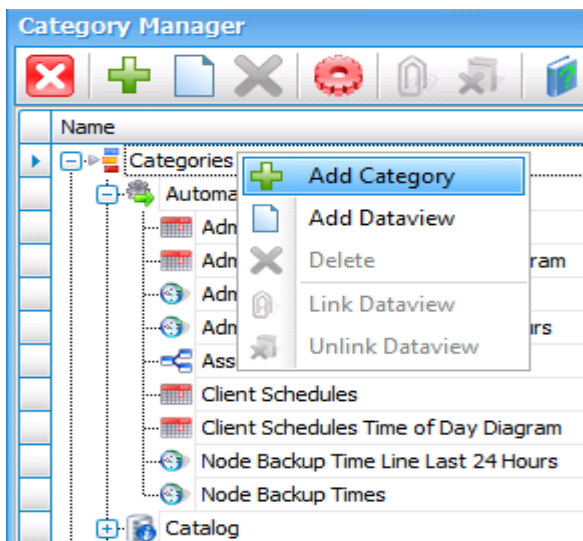 Category Manager
Name
Categories
Add Category
Automa
Add Dataview
Adm
Adm
Delete
ram
Adm
Link Dataview
Adm
urs
Ass
Unlink Dataview
Client Schedules
Client Schedules Time of Day Diagram
Node Backup Time Line Last 24 Hours
Node Backup Times
Catalog